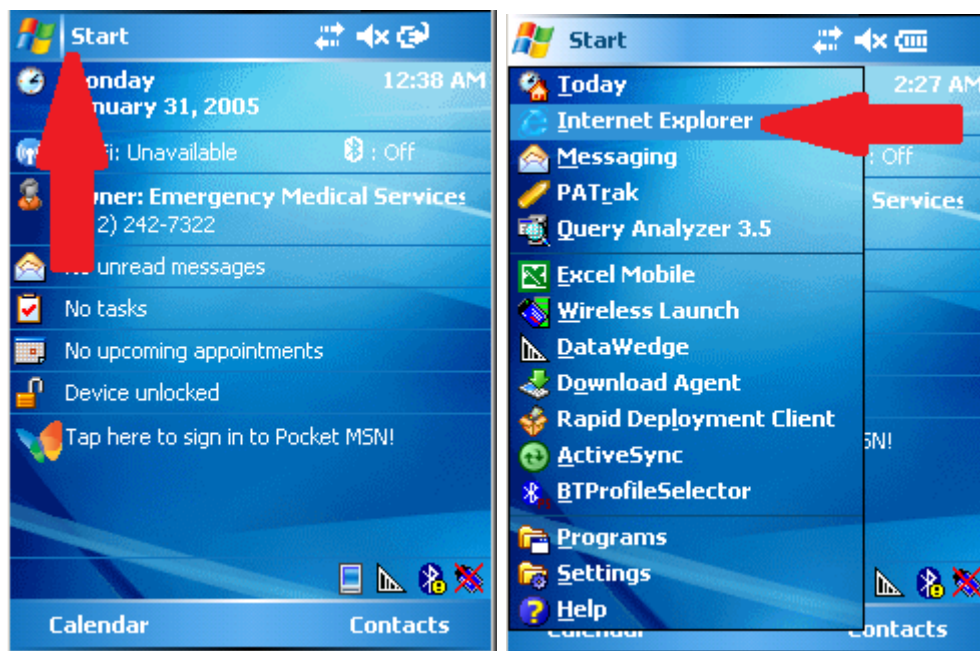 Start
onday 12:38 AM
nuary 31, 2005
i: Unavailable : Off
ner: Emergency Medical Services
2) 242-7322
unread messages
No tasks
No upcoming appointments
Device unlocked
Tap here to sign in to Pocket MSN!
Calendar Contacts
Start
Today 2:27 AM
Internet Explorer
Messaging : Off
PATrak Services
Query Analyzer 3.5
Excel Mobile
Wireless Launch
DataWedge
Download Agent
Rapid Deployment Client
ActiveSync SN!
BTProfileSelector
Programs
Settings
Help
ontacts